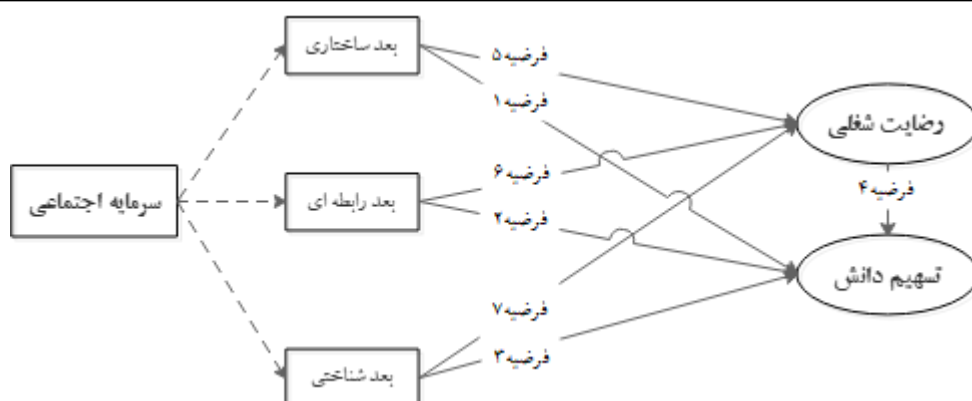 بعد ساختاری
فرضیه۵
فرضیه۱
رضایت شغلی
فرضیه۶
فرضیه۴
سرمایه اجتماعی
بعد رابطه ای
فرضیه۲
تسهیم دانش
فرضیه۷
فرضیه۳
بعد شناختی